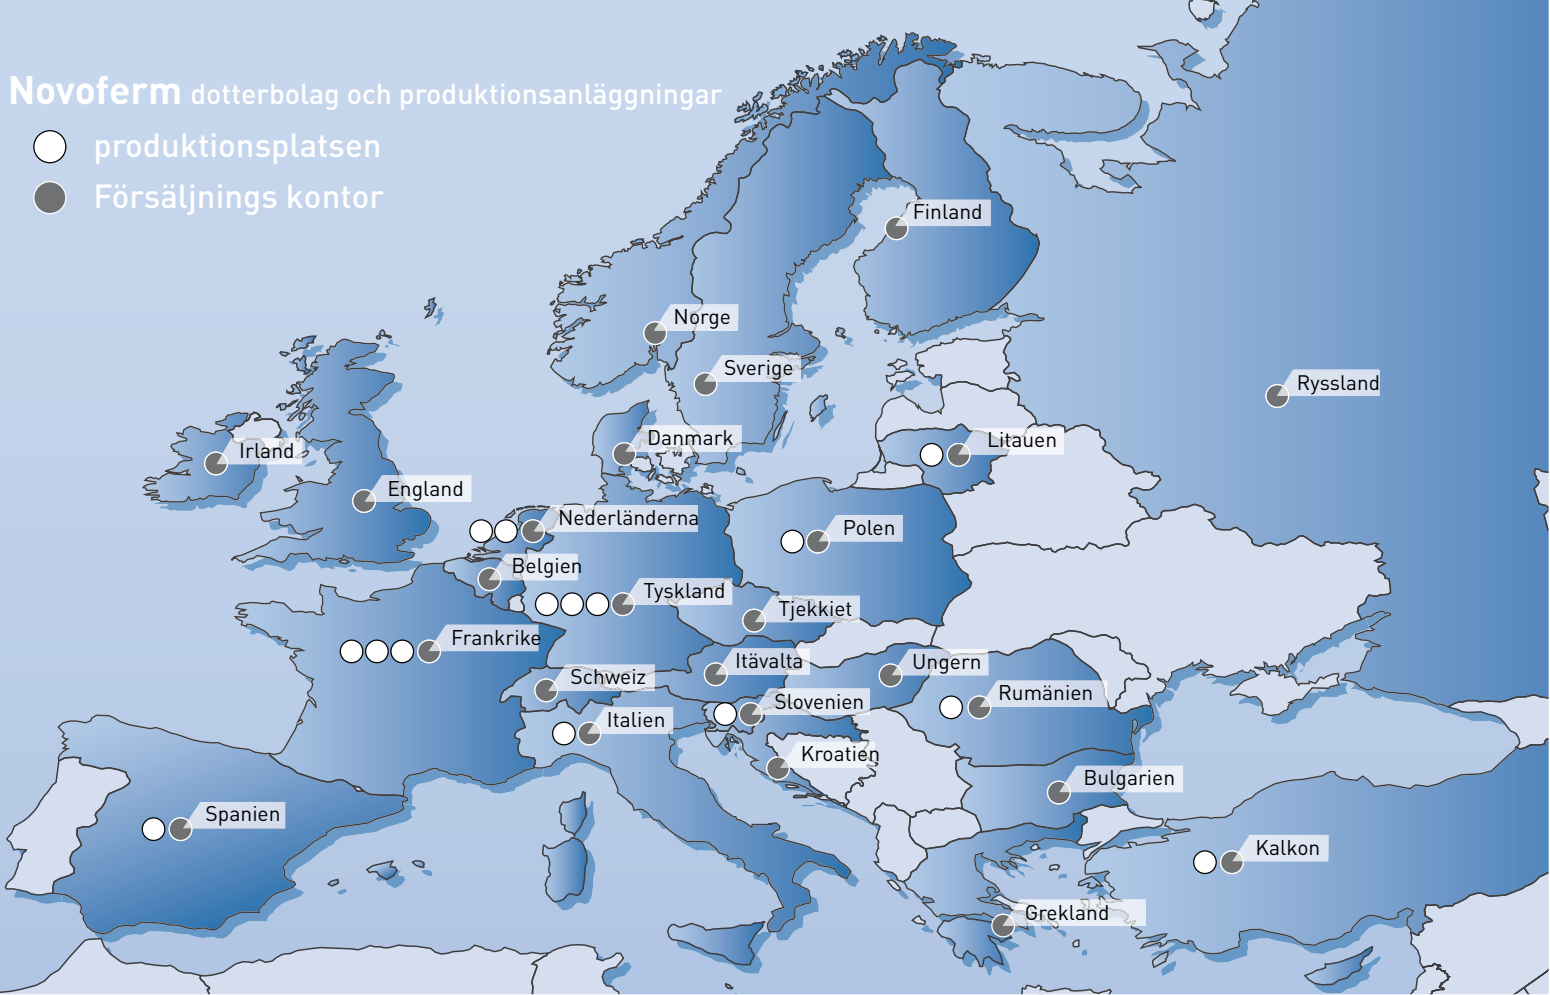 Novoferm dotterbolag och produktionsanläggningar
produktionsplatsen
Försäljnings kontor
Finland
Norge
Sverige
Ryssland
Danmark
Litauen
Irland
England
Nederländerna
Polen
Belgien
Tyskland
Tjekkiet
Frankrike
Itävalta
Ungern
Schweiz
Rumänien
Slovenien
Italien
Kroatien
Bulgarien
Spanien
Kalkon
Grekland